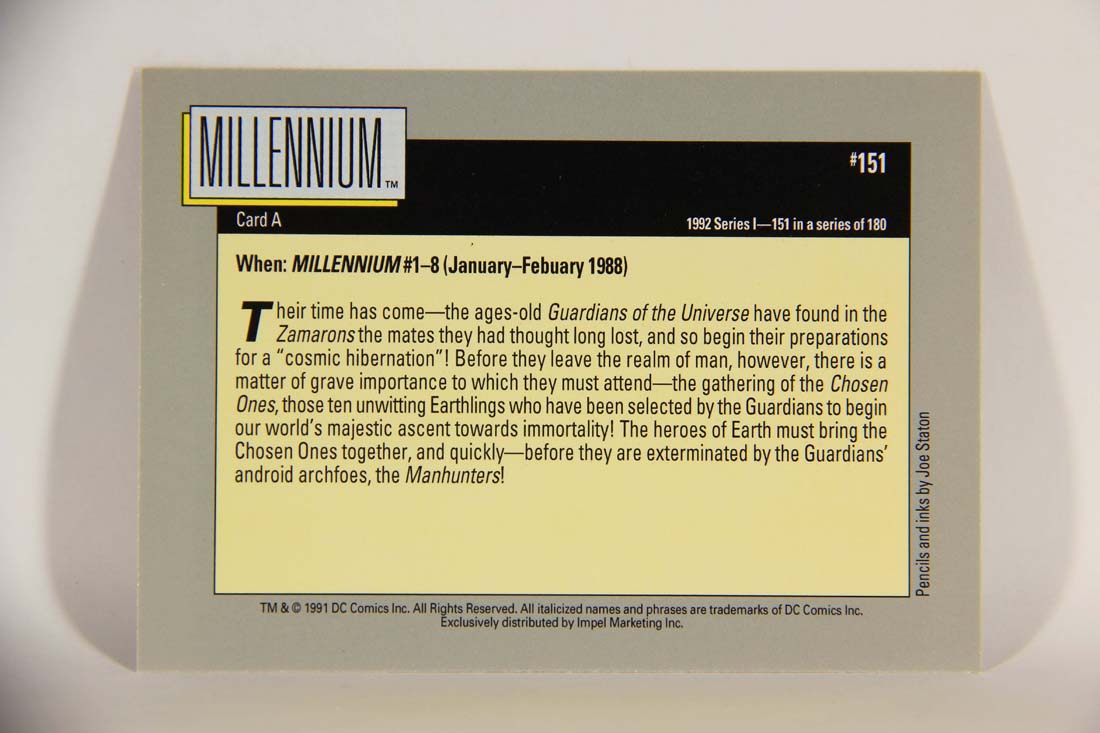 MILLENNIUM™
#151
Card A
1992 Series I—151 in a series of 180
When: MILLENNIUM #1–8 (January–Febuary 1988)
Their time has come—the ages-old Guardians of the Universe have found in the
Zamarons the mates they had thought long lost, and so begin their preparations
for a “cosmic hibernation”! Before they leave the realm of man, however, there is a
matter of grave importance to which they must attend—the gathering of the Chosen
Ones, those ten unwitting Earthlings who have been selected by the Guardians to begin
our world’s majestic ascent towards immortality! The heroes of Earth must bring the
Chosen Ones together, and quickly—before they are exterminated by the Guardians’
android archfoes, the Manhunters!
Pencils and inks by Joe Staton
TM & © 1991 DC Comics Inc. All Rights Reserved. All italicized names and phrases are trademarks of DC Comics Inc.
Exclusively distributed by Impel Marketing Inc.